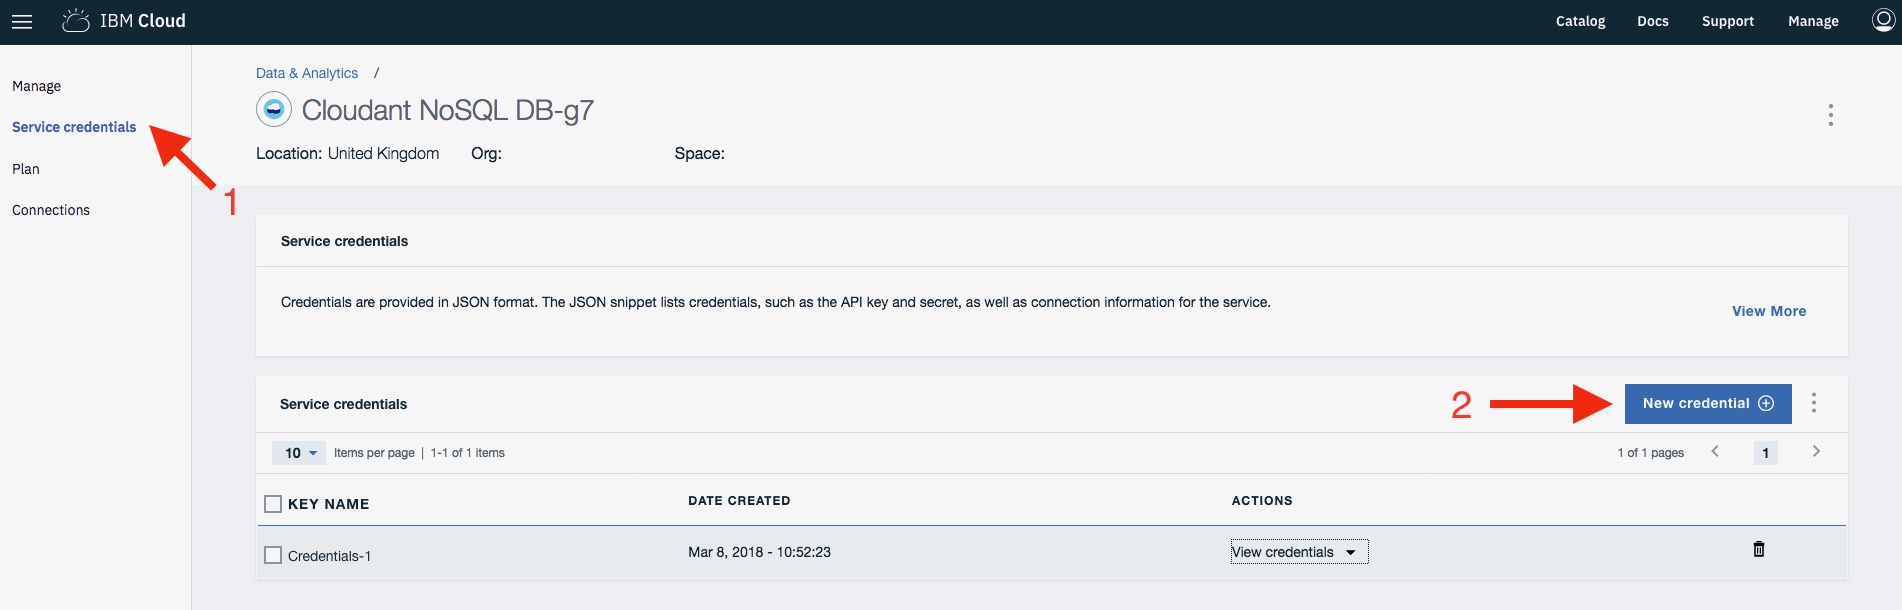 IBM Cloud Catalog Docs Support Manage
Manage
Service credentials
Plan
Connections
1
Data & Analytics /
Cloudant NoSQL DB-g7
Location: United Kingdom Org: Space:
Service credentials
Credentials are provided in JSON format. The JSON snippet lists credentials, such as the API key and secret, as well as connection information for the service.
View More
Service credentials 2 New credential
10 Items per page | 1-1 of 1 items 1 of 1 pages 1
KEY NAME DATE CREATED ACTIONS
Credentials-1 Mar 8, 2018 - 10:52:23 View credentials